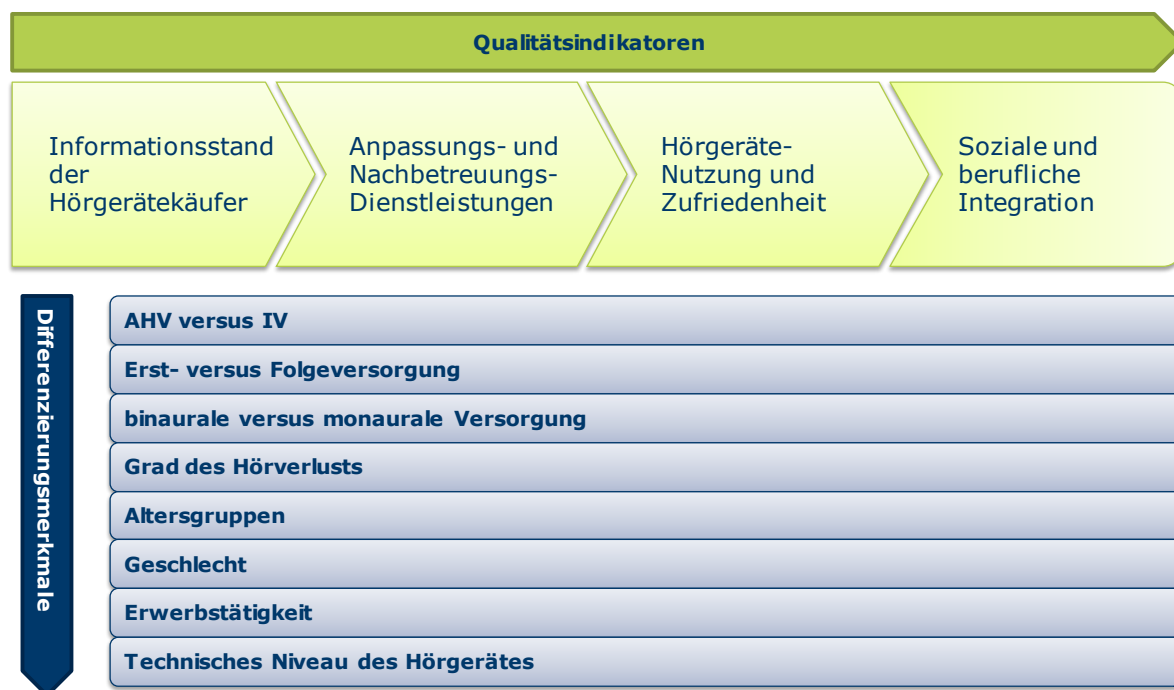 Qualitätsindikatoren
Informationsstand
der
Hörgerätekäufer
Anpassungs- und
Nachbetreuungs-
Dienstleistungen
Hörgeräte-
Nutzung und
Zufriedenheit
Soziale und
berufliche
Integration
Differenzierungsmerkmale
AHV versus IV
Erst- versus Folgeversorgung
binaurale versus monaurale Versorgung
Grad des Hörverlusts
Altersgruppen
Geschlecht
Erwerbstätigkeit
Technisches Niveau des Hörgerätes